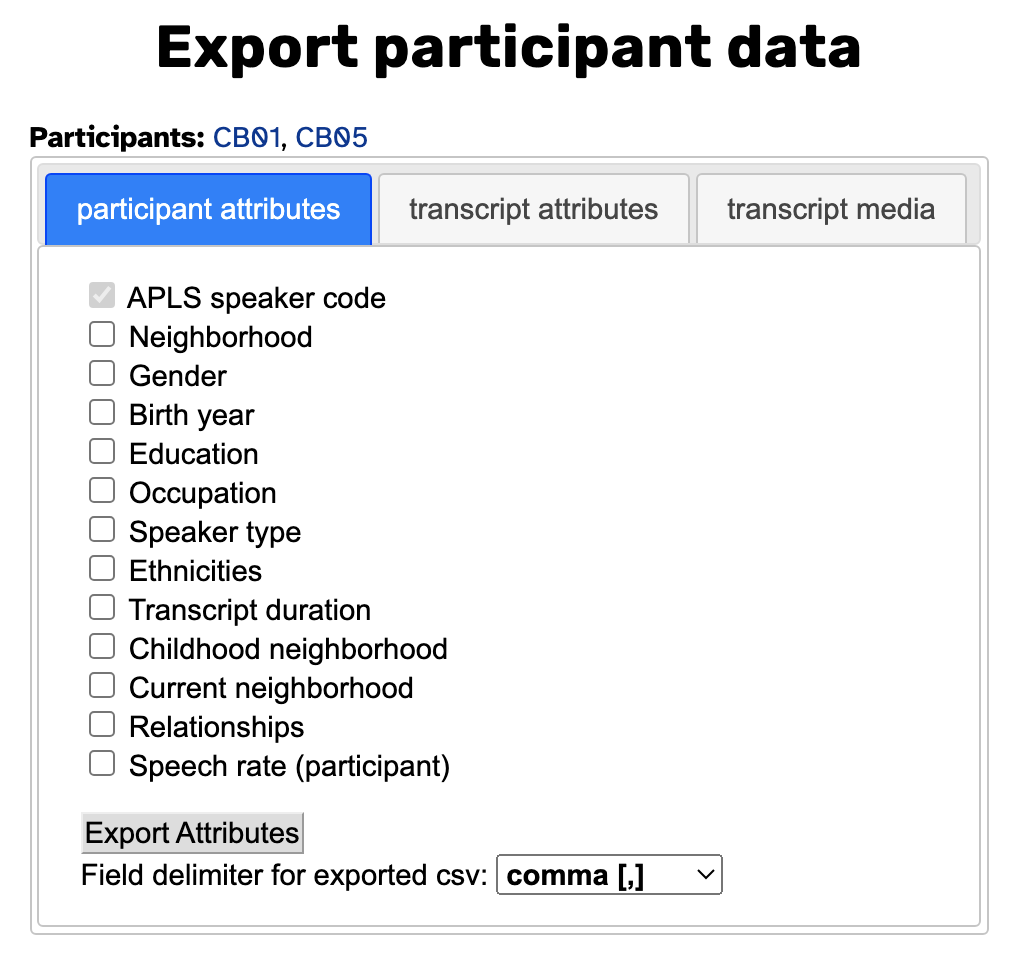 Export participant data
Participants: CB01, CB05
participant attributes transcript attributes transcript media
APLS speaker code
Neighborhood
Gender
Birth year
Education
Occupation
Speaker type
Ethnicities
Transcript duration
Childhood neighborhood
Current neighborhood
Relationships
Speech rate (participant)
Export Attributes
Field delimiter for exported csv: comma [,]